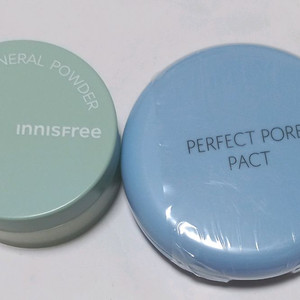 NERAL POWDER
innisfree
PERFECT PORE
PACT